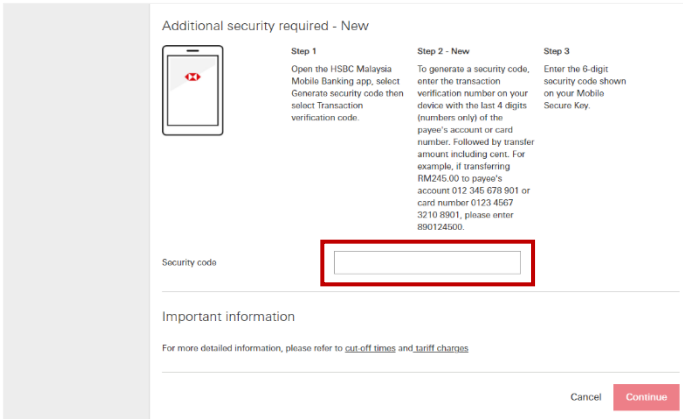 Additional security required - New
Step 1
Open the HSBC Malaysia
Mobile Banking app, select
Generate security code then
select Transaction
verification code.
Step 2 - New
To generate a security code,
enter the transaction
verification number on your
device with the last 4 digits
(numbers only) of the
payee's account or card
number. Followed by transfer
amount including cent. For
example, if transferring
RM245.00 to payee's
account 012 345 678 901 or
card number 0123 4567
3210 8901, please enter
890124500.
Step 3
Enter the 6-digit
security code shown
on your Mobile
Secure Key.
Security code
Important information
For more detailed information, please refer to cut-off times and tariff charges
Cancel
Continue